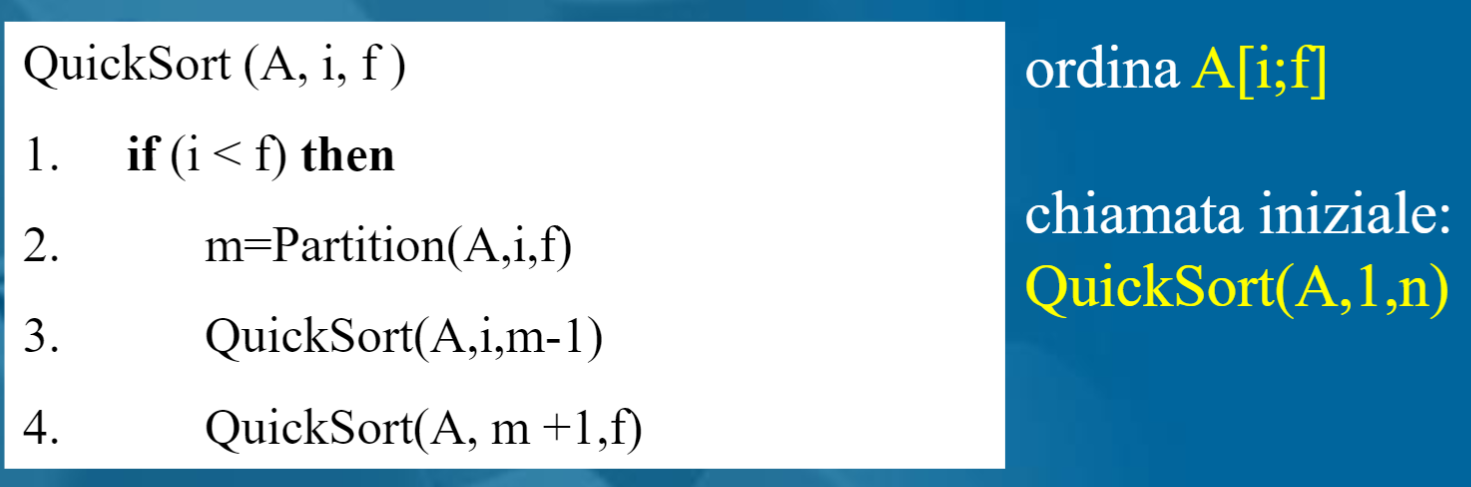 QuickSort (A, i, f )
1. if (i < f) then
2. m=Partition(A,i,f)
3. QuickSort(A,i,m-1)
4. QuickSort(A, m +1,f)
ordina A[i;f]
chiamata iniziale:
QuickSort(A,1,n)